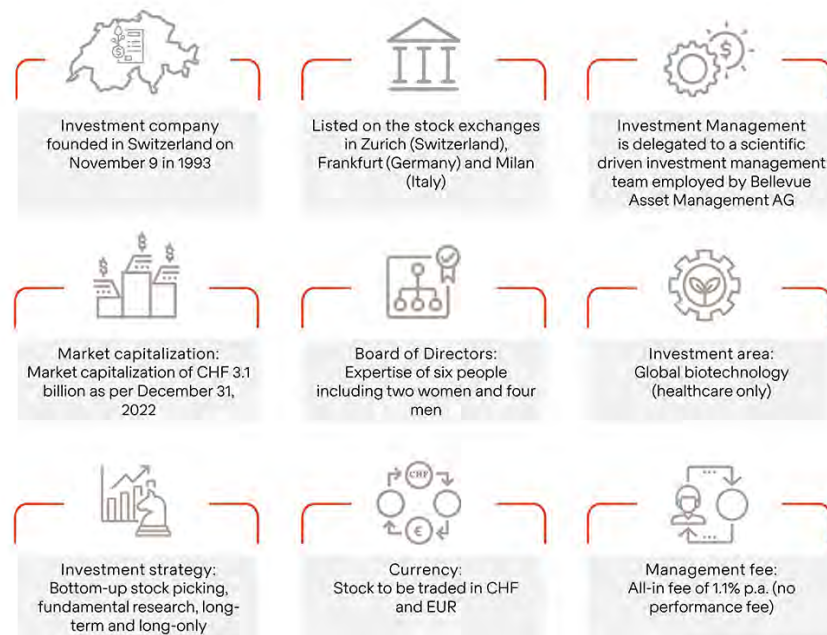 Investment company
founded in Switzerland on
November 9 in 1993
Listed on the stock exchanges
in Zurich (Switzerland),
Frankfurt (Germany) and Milan
(Italy)
Investment Management
is delegated to a scientific
driven investment management
team employed by Bellevue
Asset Management AG
Market capitalization:
Market capitalization of CHF 3.1
billion as per December 31,
2022
Board of Directors:
Expertise of six people
including two women and four
men
Investment area:
Global biotechnology
(healthcare only)
Investment strategy:
Bottom-up stock picking,
fundamental research, long-
term and long-only
CHF
€
Currency:
Stock to be traded in CHF
and EUR
Management fee:
All-in fee of 1.1% p.a. (no
performance fee)